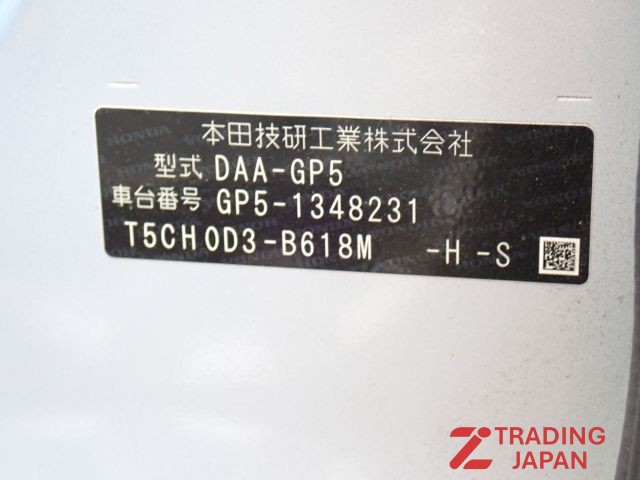 本田技研工業株式会社
型式 DAA-GP5
車台番号 GP5-1348231
T5CH0D3-B618M -H -S
TRADING
JAPAN